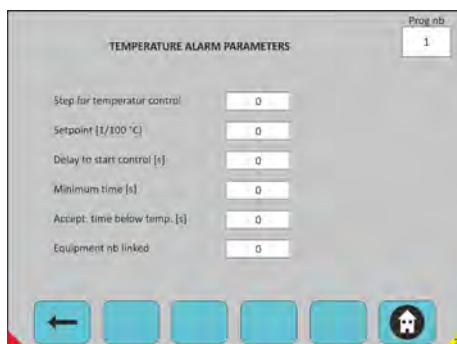 Prog nb
TEMPERATURE ALARM PARAMETERS
1
Step for temperatur control
0
Setpoint [1/100 °C]
0
Delay to start control [s]
0
Minimum time [s]
0
Accept. time below temp. [s]
0
Equipment nb linked
0